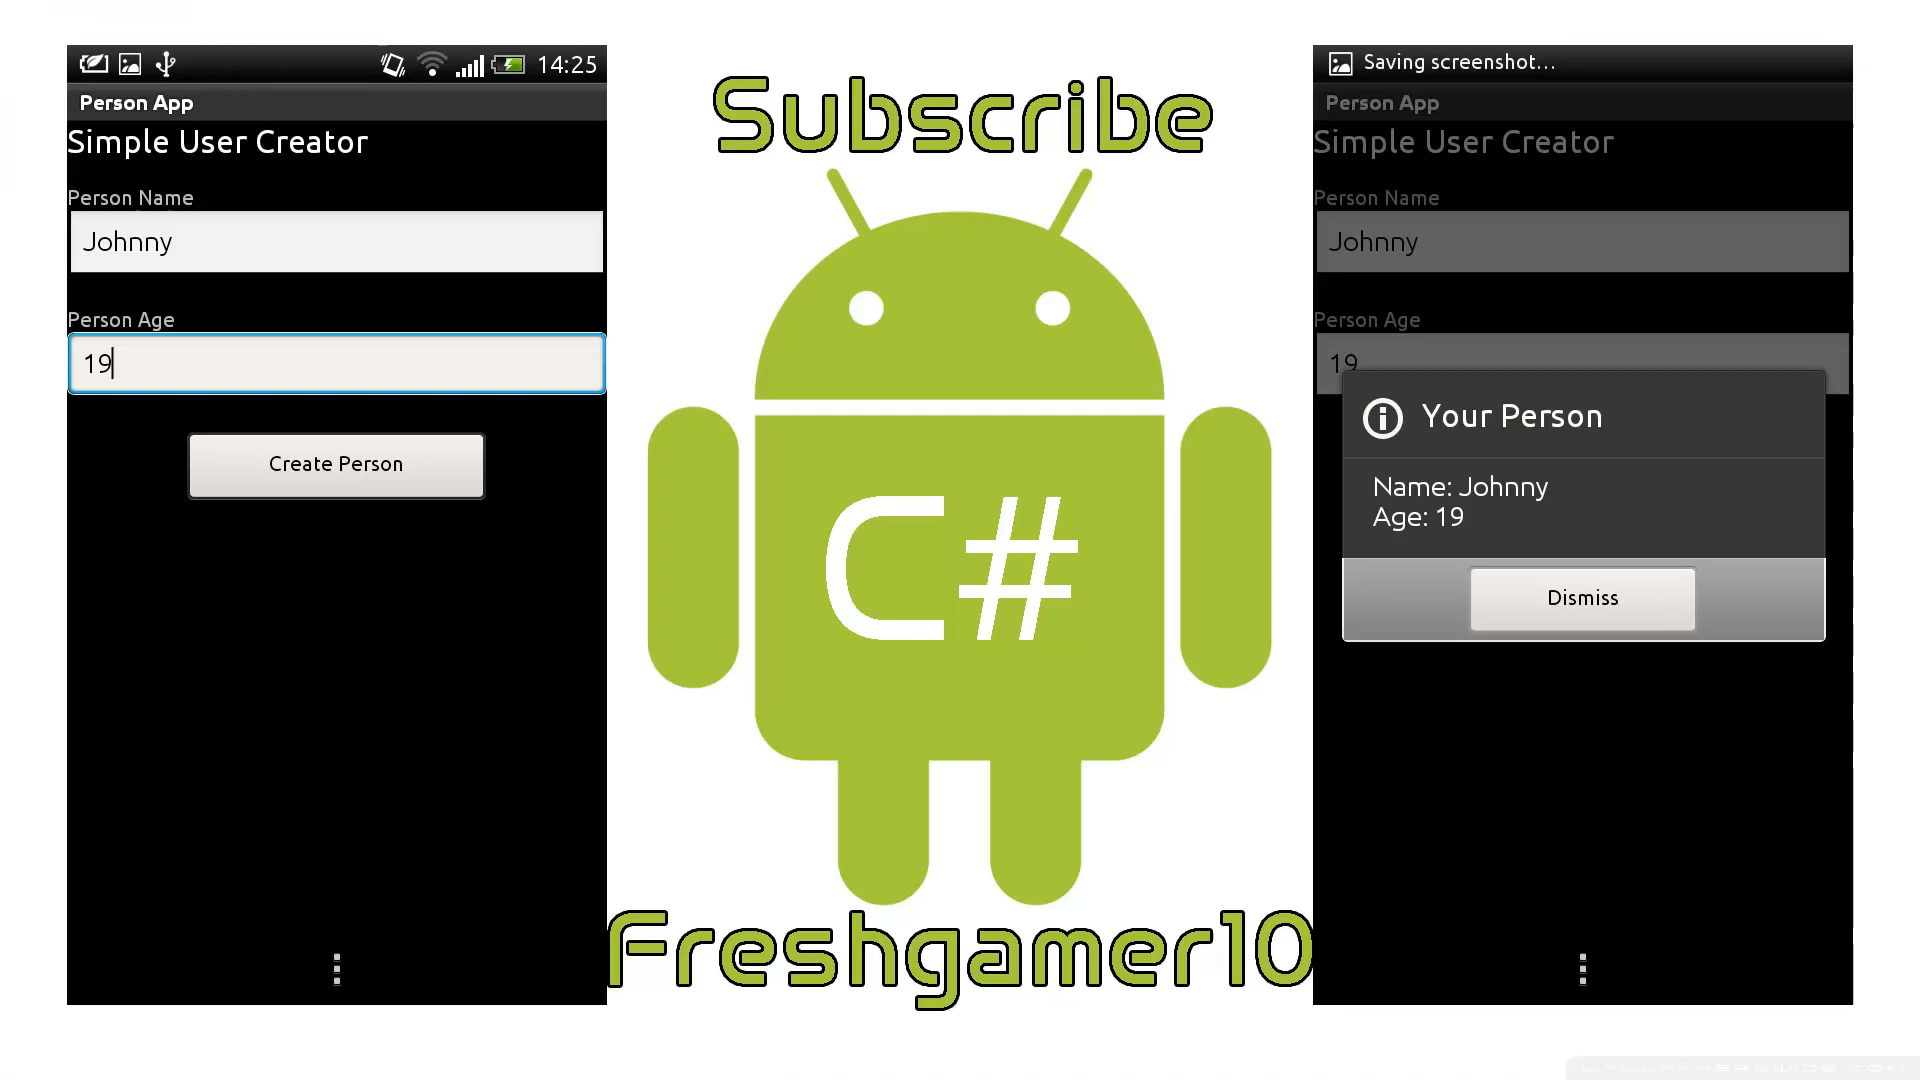 14:25
Person App
Simple User Creator
Person Name
Johnny
Person Age
19
Create Person
Subscribe
C#
Freshgamer10
Saving screenshot...
Person App
Simple User Creator
Person Name
Johnny
Person Age
19
Your Person
Name: Johnny
Age: 19
Dismiss